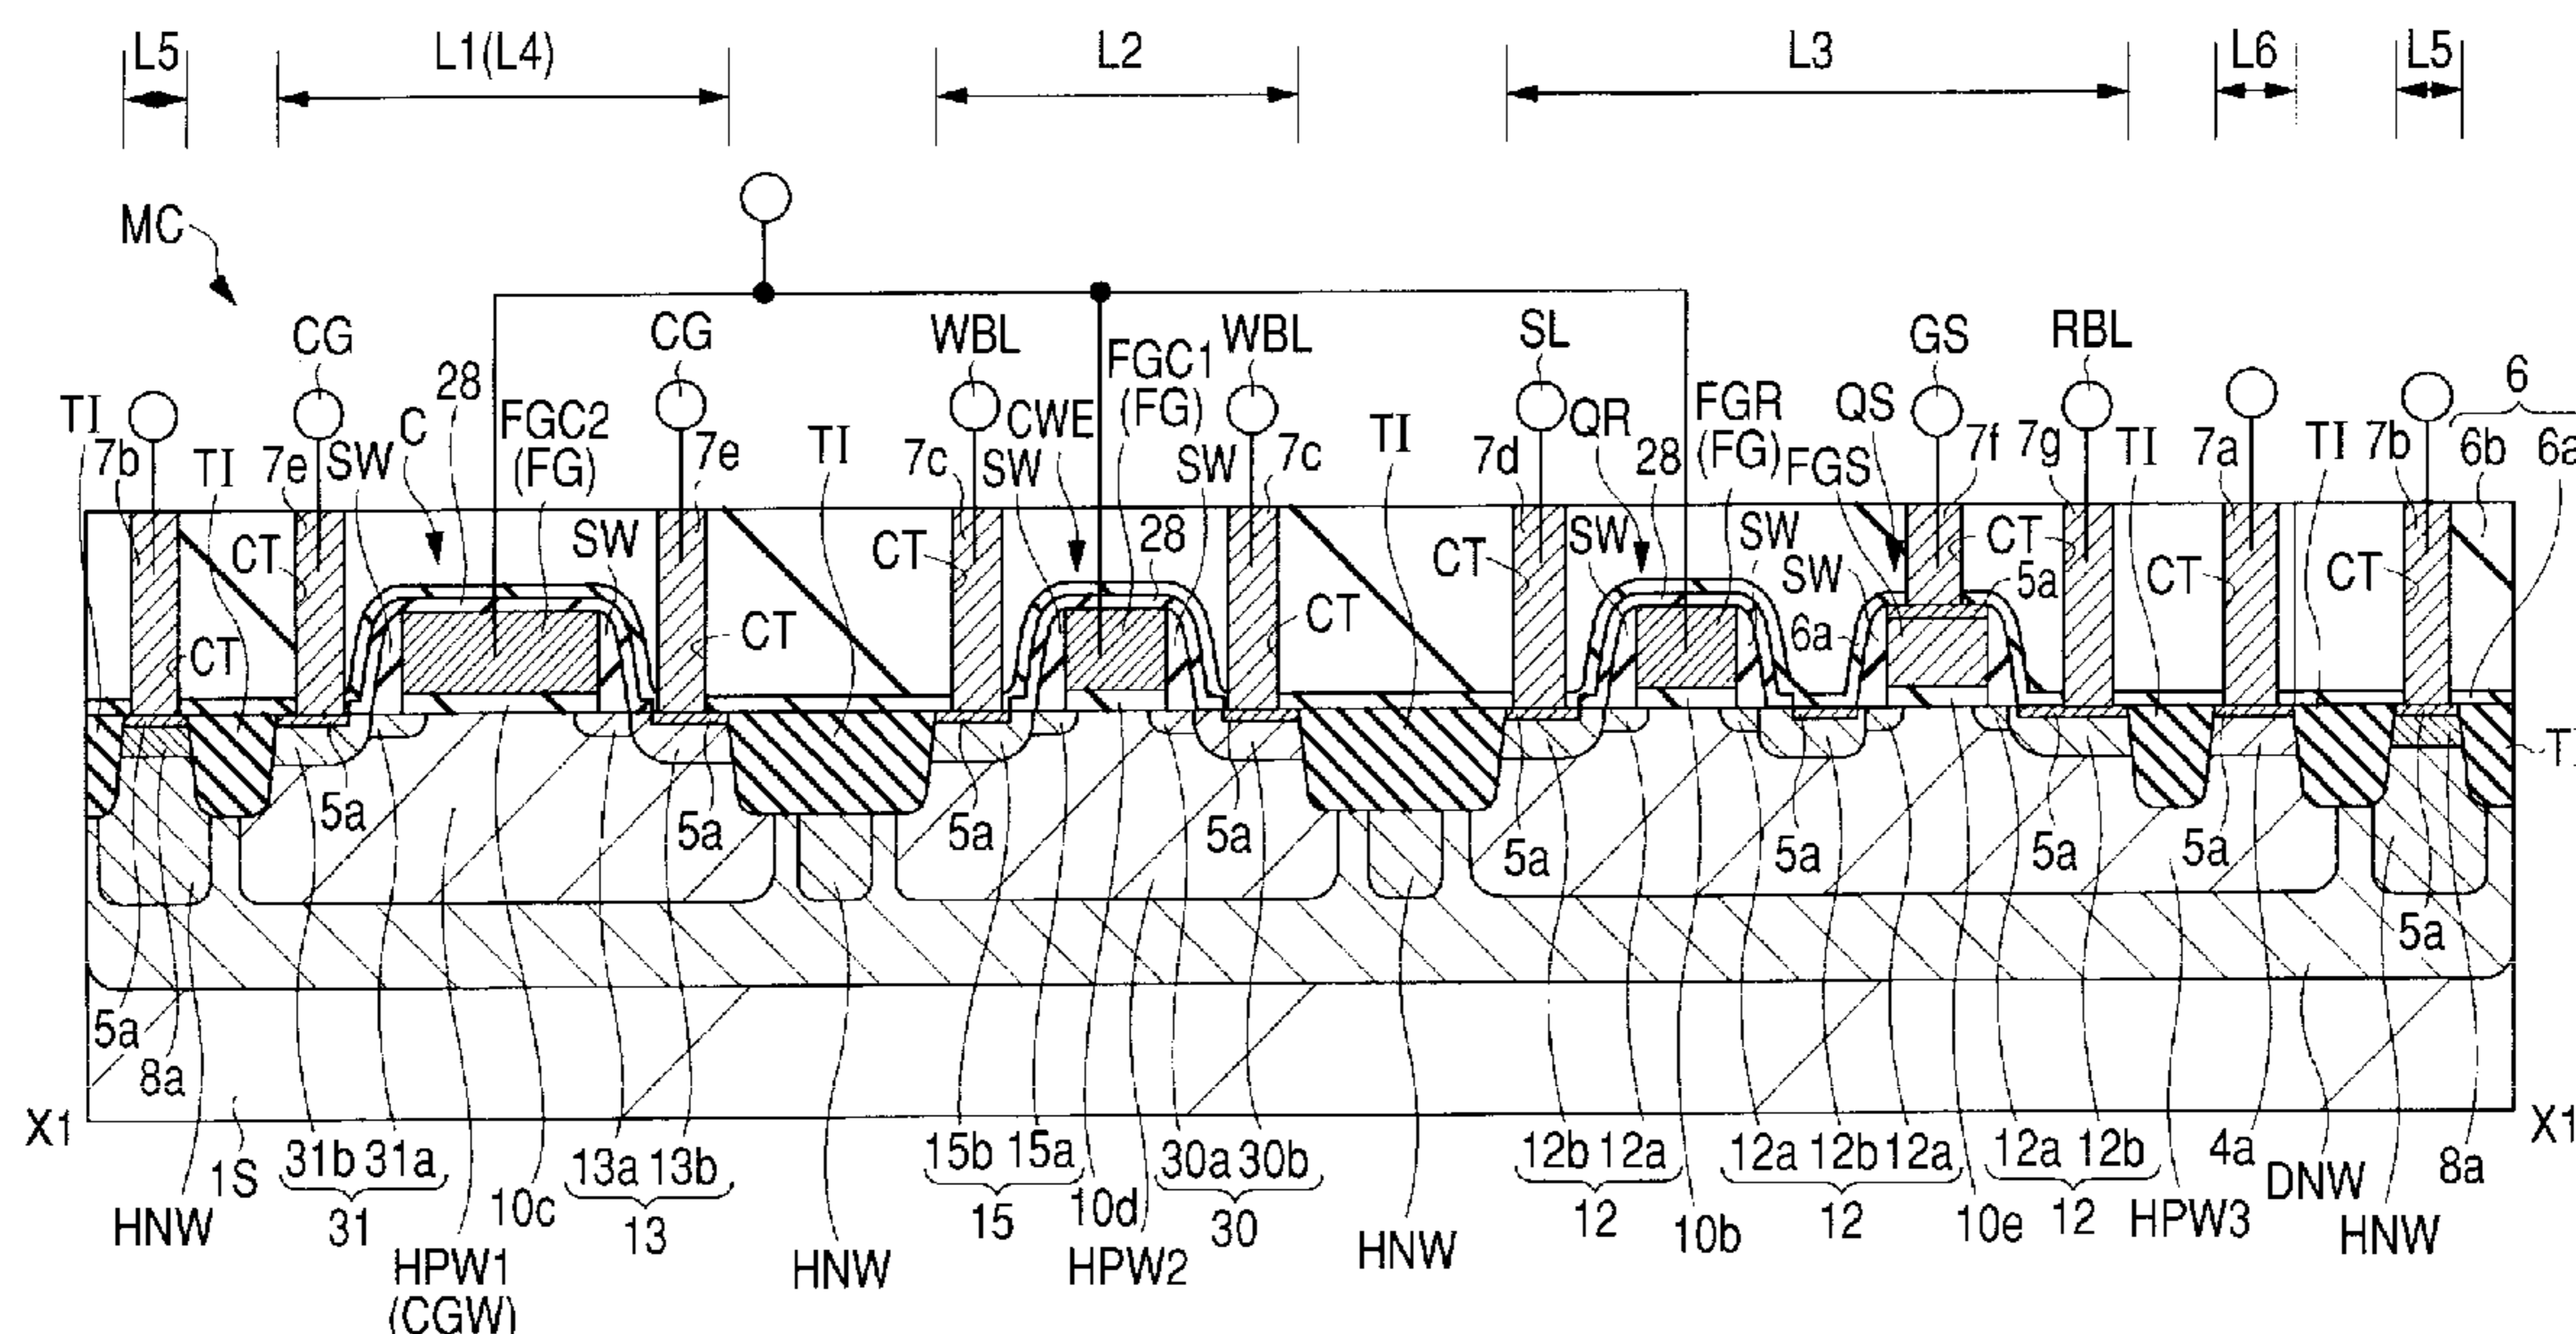 L5 L1(L4) L2 L3 L6 L5
MC
CG CG WBL WBL SL GS RBL
28 FGC1 (FG) 6
TI 7b TI 7e SW C FGC2 (FG) 7e TI 7c CWE SW SW 7c TI 7d QR 28 FGR (FG) FGS QS 7f 7g TI 7a TI 7b 6b 6a
CT SW CT 28 CT SW SW SW CT CT CT
CT CT CT 6a 5a
5a 5a 5a 5a 5a 5a 5a 5a 5a
5a
8a
X1 X1
1S 31b 31a 13a 13b 15b 15a 30a 30b 12b 12a 12a 12b 12a 12a 12b 4a DNW 8a
HNW 31 10c 13 15 10d 30 12 10b 12 10e 12 HPW3 HNW
HPW1 HNW HPW2 HNW
(CGW)